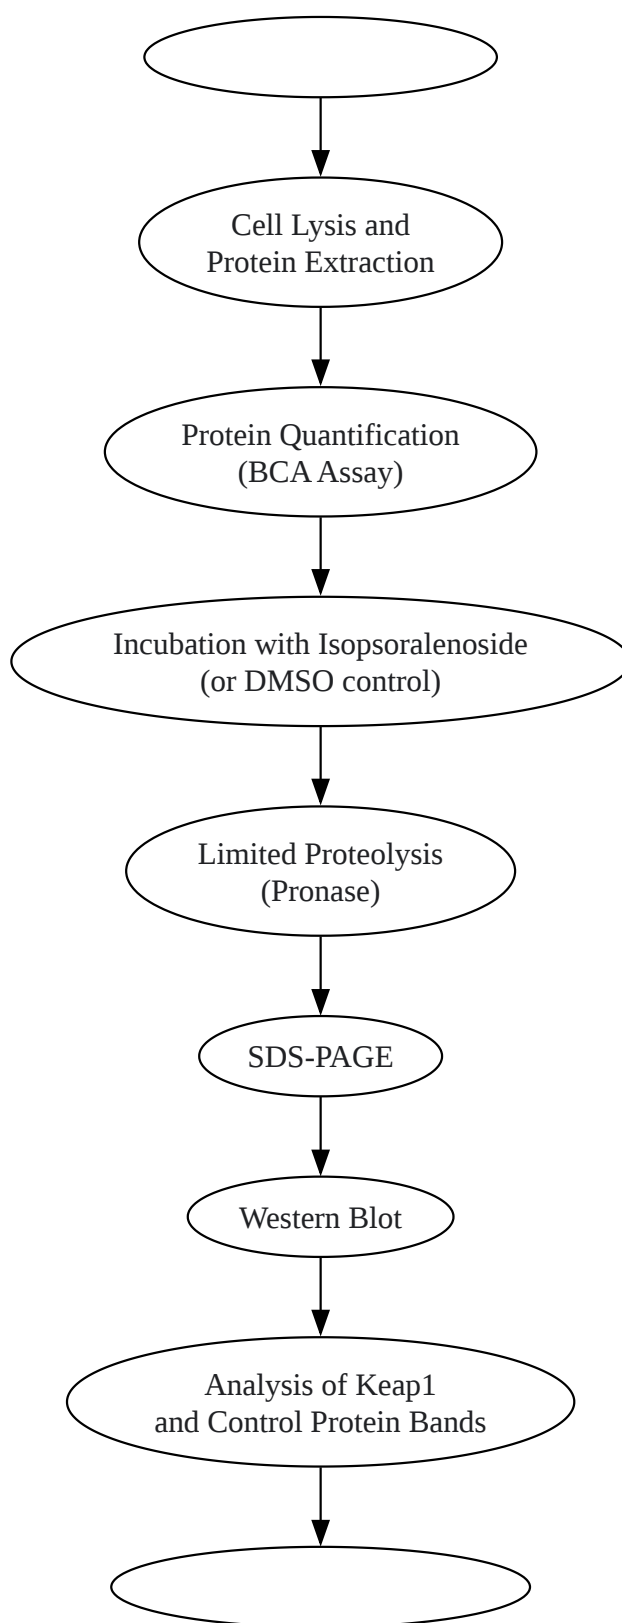 Cell Lysis and
Protein Extraction
Protein Quantification
(BCA Assay)
Incubation with Isopsoralenoside
(or DMSO control)
Limited Proteolysis
(Pronase)
SDS-PAGE
Western Blot
Analysis of Keap1
and Control Protein Bands